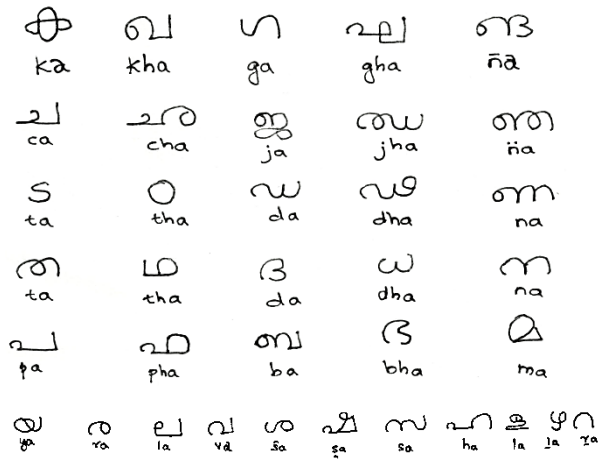 ക ഖ ഗ ഘ ങ
ka kha ga gha n̄a
ച ഛ ജ ഝ ഞ
ca cha ja jha n̈a
ട ഠ ഡ ഢ ണ
ta tha da dha na
ത ഥ ദ ധ ന
ta tha da dha na
പ ഫ ബ ഭ മ
pa pha ba bha ma
യ ര ല വ ശ ഷ സ ഹ ള ഴ റ
ya ra la va śa ṣa sa ha la ḻa ṟa